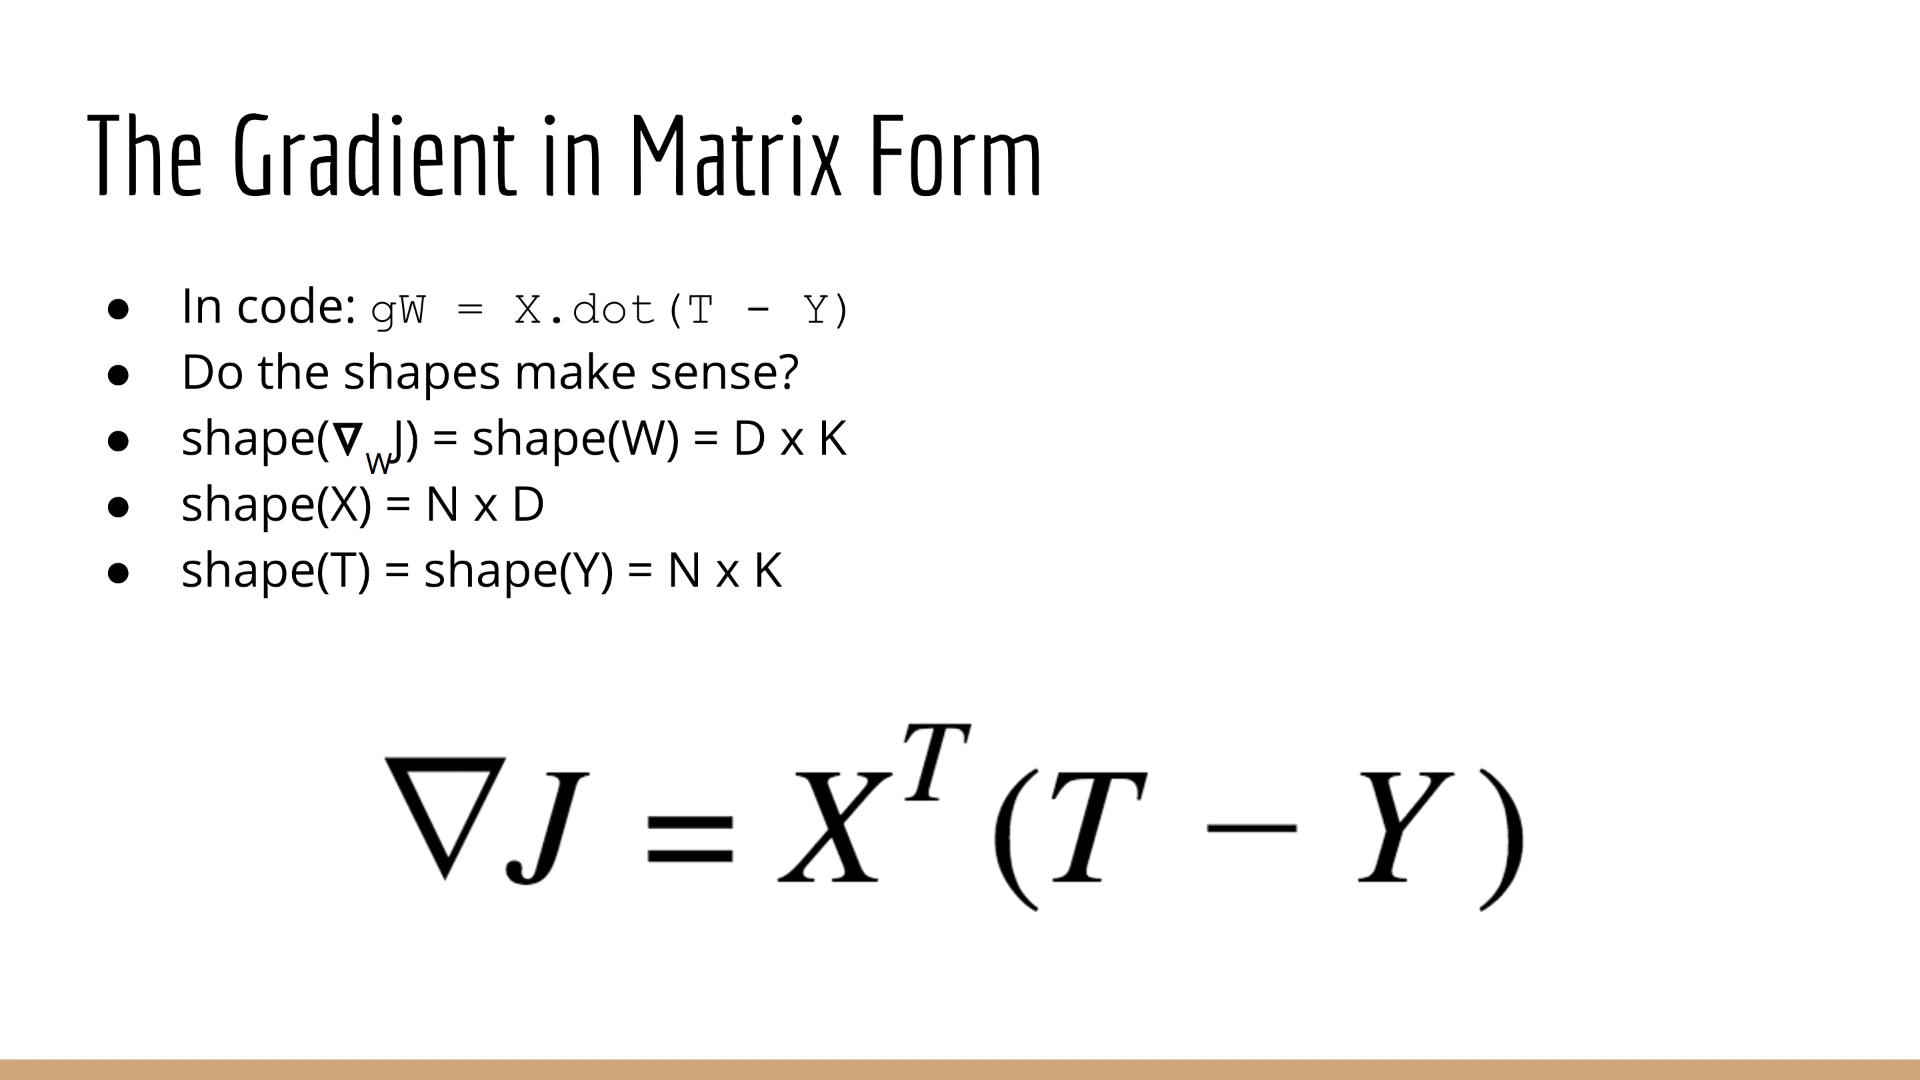 The Gradient in Matrix Form
● In code: gW = X.dot(T - Y)
● Do the shapes make sense?
● shape(∇_W J) = shape(W) = D x K
● shape(X) = N x D
● shape(T) = shape(Y) = N x K
∇J = X^T (T − Y)